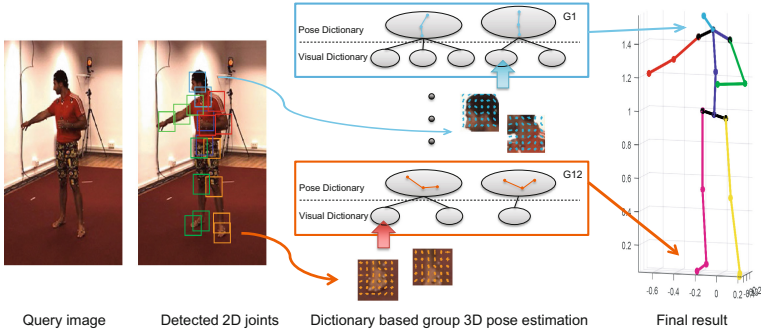 G1
Pose Dictionary
Visual Dictionary
G12
Pose Dictionary
Visual Dictionary
1.4
1.2
1
0.8
0.6
0.4
0.2
-0.6 -0.4 -0.2 0 0.2
Query image
Detected 2D joints
Dictionary based group 3D pose estimation
Final result